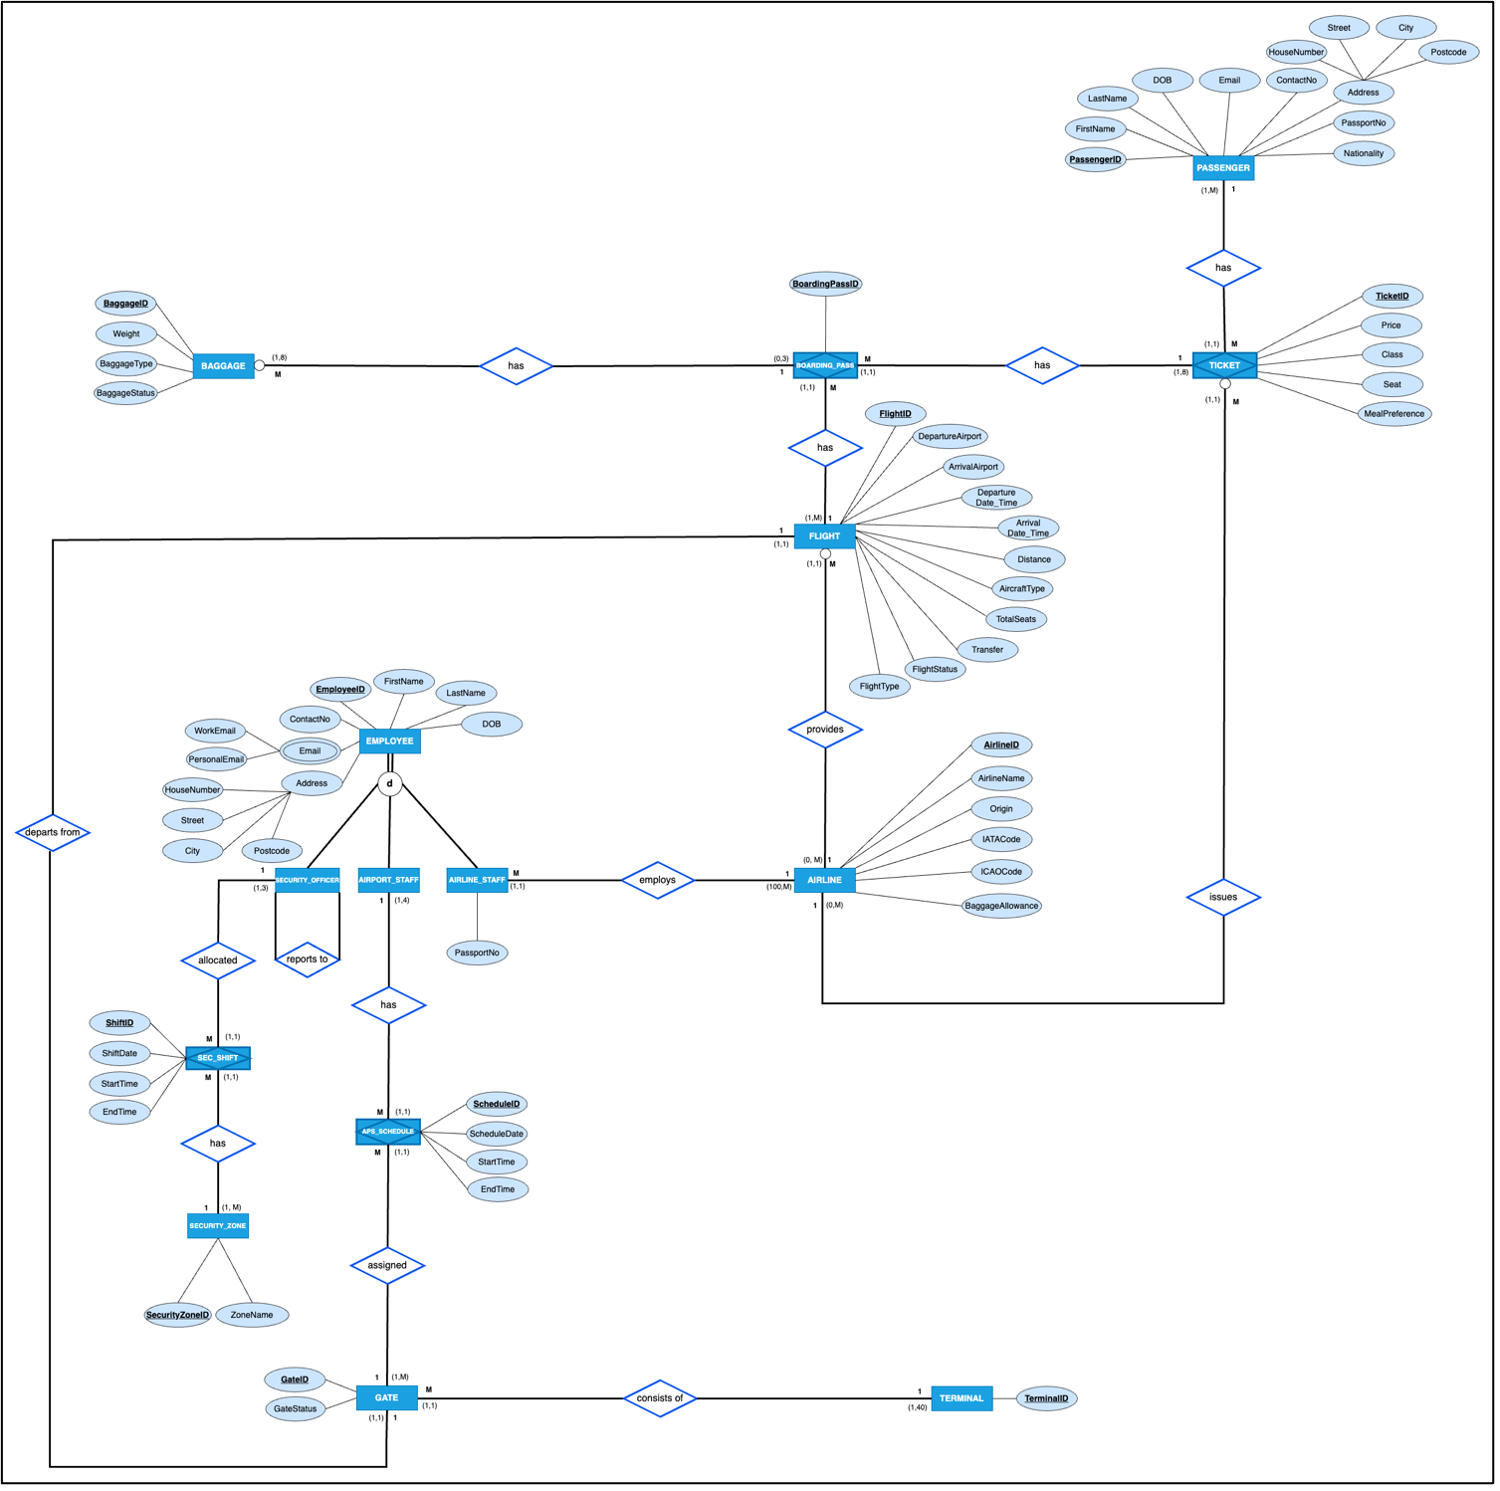 Street
City
HouseNumber
Postcode
DOB
Email
ContactNo
Address
LastName
FirstName
PassportNo
PassengerID
Nationality
PASSENGER
(1,M)
1
has
BoardingPassID
BaggageID
Weight
BaggageType
BaggageStatus
BAGGAGE
(1,8)
M
has
(0,3)
1
BOARDING_PASS
M
(1,1)
(1,1)
M
has
1
(1,8)
(1,1)
M
TICKET
(1,1)
M
TicketID
Price
Class
Seat
MealPreference
has
FlightID
DepartureAirport
ArrivalAirport
Departure
Date_Time
Arrival
Date_Time
Distance
AircraftType
TotalSeats
Transfer
FlightStatus
FlightType
(1,M)
1
1
(1,1)
FLIGHT
(1,1)
M
provides
EmployeeID
FirstName
LastName
DOB
ContactNo
WorkEmail
Email
PersonalEmail
EMPLOYEE
Address
HouseNumber
Street
City
Postcode
d
departs from
AirlineID
AirlineName
Origin
IATACode
ICAOCode
BaggageAllowance
(0, M)
1
1
(100,M)
AIRLINE
1
(0,M)
issues
employs
1
(1,3)
SECURITY_OFFICER
AIRPORT_STAFF
1
(1,4)
AIRLINE_STAFF
M
(1,1)
PassportNo
allocated
reports to
has
ShiftID
ShiftDate
StartTime
EndTime
M
(1,1)
SEC_SHIFT
M
(1,1)
has
1
(1, M)
SECURITY_ZONE
SecurityZoneID
ZoneName
M
(1,1)
APS_SCHEDULE
M
(1,1)
ScheduleID
ScheduleDate
StartTime
EndTime
assigned
GateID
GateStatus
1
(1,M)
GATE
M
(1,1)
(1,1)
1
consists of
1
(1,40)
TERMINAL
TerminalID